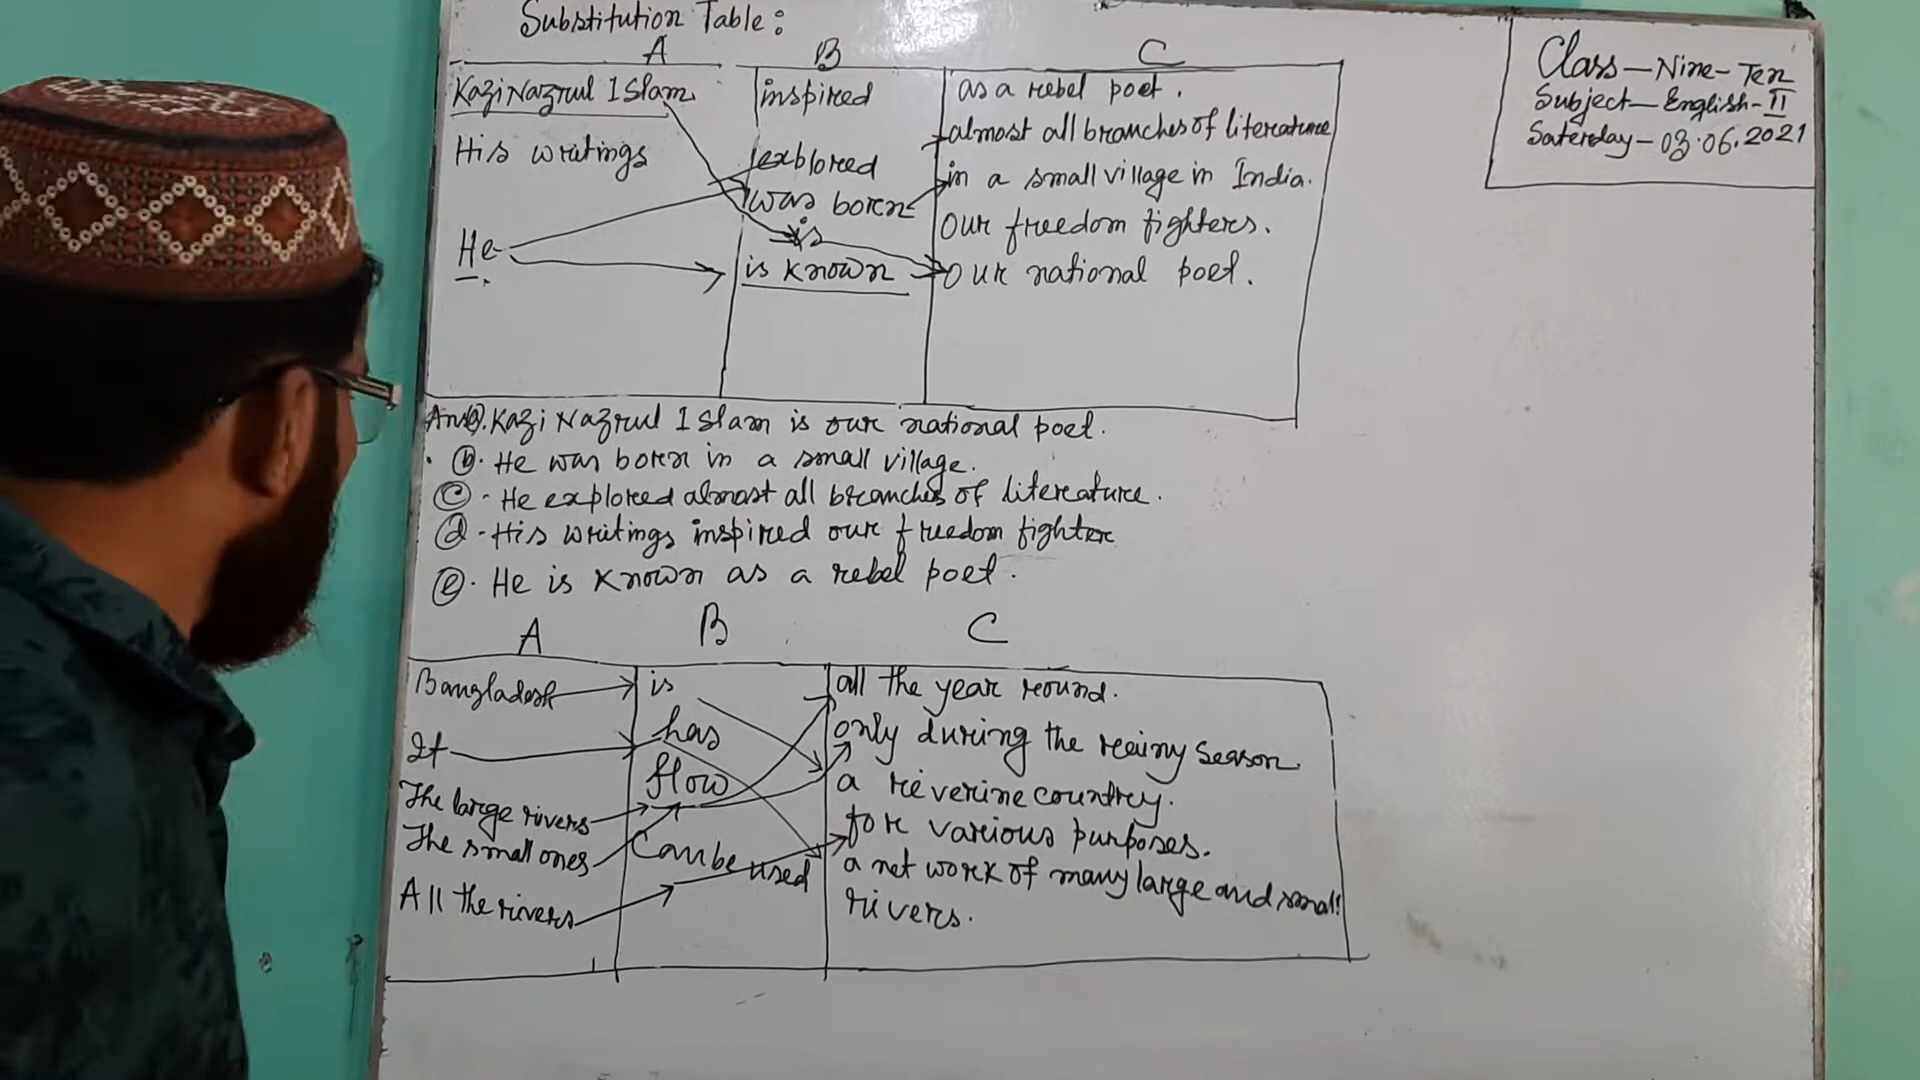 Substitution Table:
A B C
Kazi Nazrul Islam inspired as a rebel poet.
almost all branches of literature
His writings explored
in a small village in India.
was born
our freedom fighters.
He is
is known our national poet.
Class-Nine-Ten
Subject-English-II
Saterday-03.06.2021
Ans: a. Kazi Nazrul Islam is our national poet.
b. He was born in a small village.
c. He explored almost all branches of literature.
d. His writings inspired our freedom fighter
e. He is known as a rebel poet.
A B C
Bangladesh is all the year round.
It has only during the rainy season.
flow a reverine country.
The large rivers for various purposes.
The small ones Can be used a net work of many large and small
All the rivers rivers.